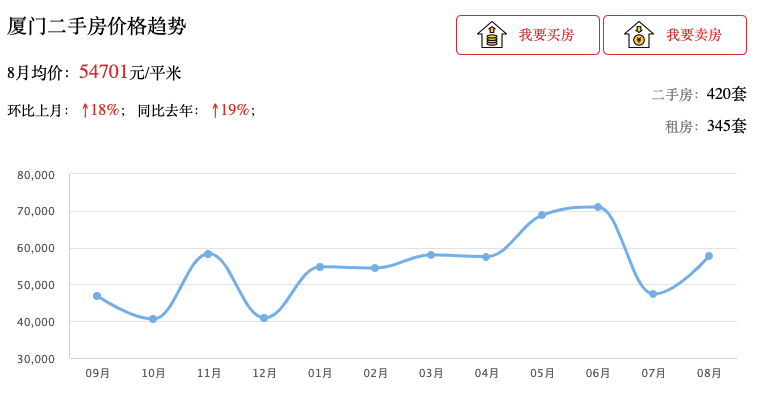 厦门二手房价格趋势
我要买房
我要卖房
8月均价：54701元/平米
环比上月：↑18%；同比去年：↑19%；
二手房：420套
租房：345套
80,000
70,000
60,000
50,000
40,000
30,000
09月 10月 11月 12月 01月 02月 03月 04月 05月 06月 07月 08月